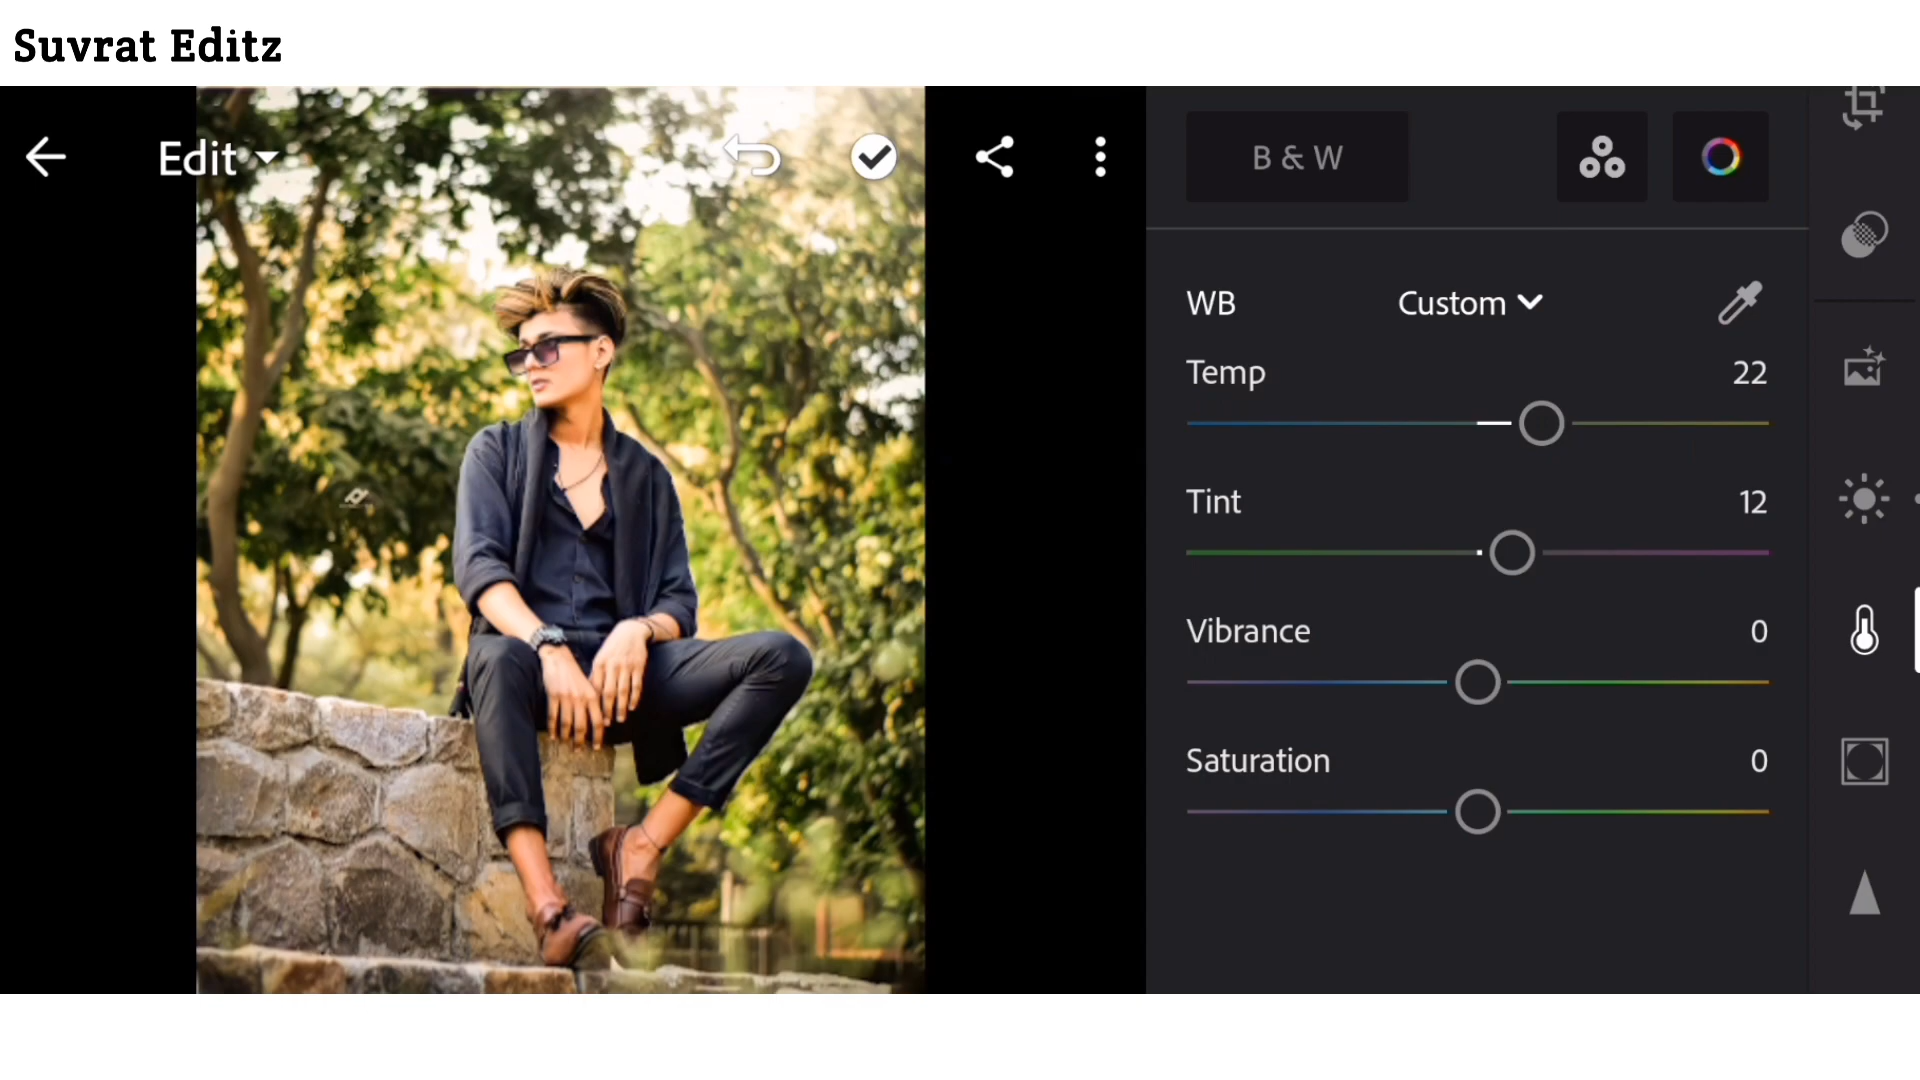 Suvrat Editz
Edit
B & W
WB Custom
Temp 22
Tint 12
Vibrance 0
Saturation 0